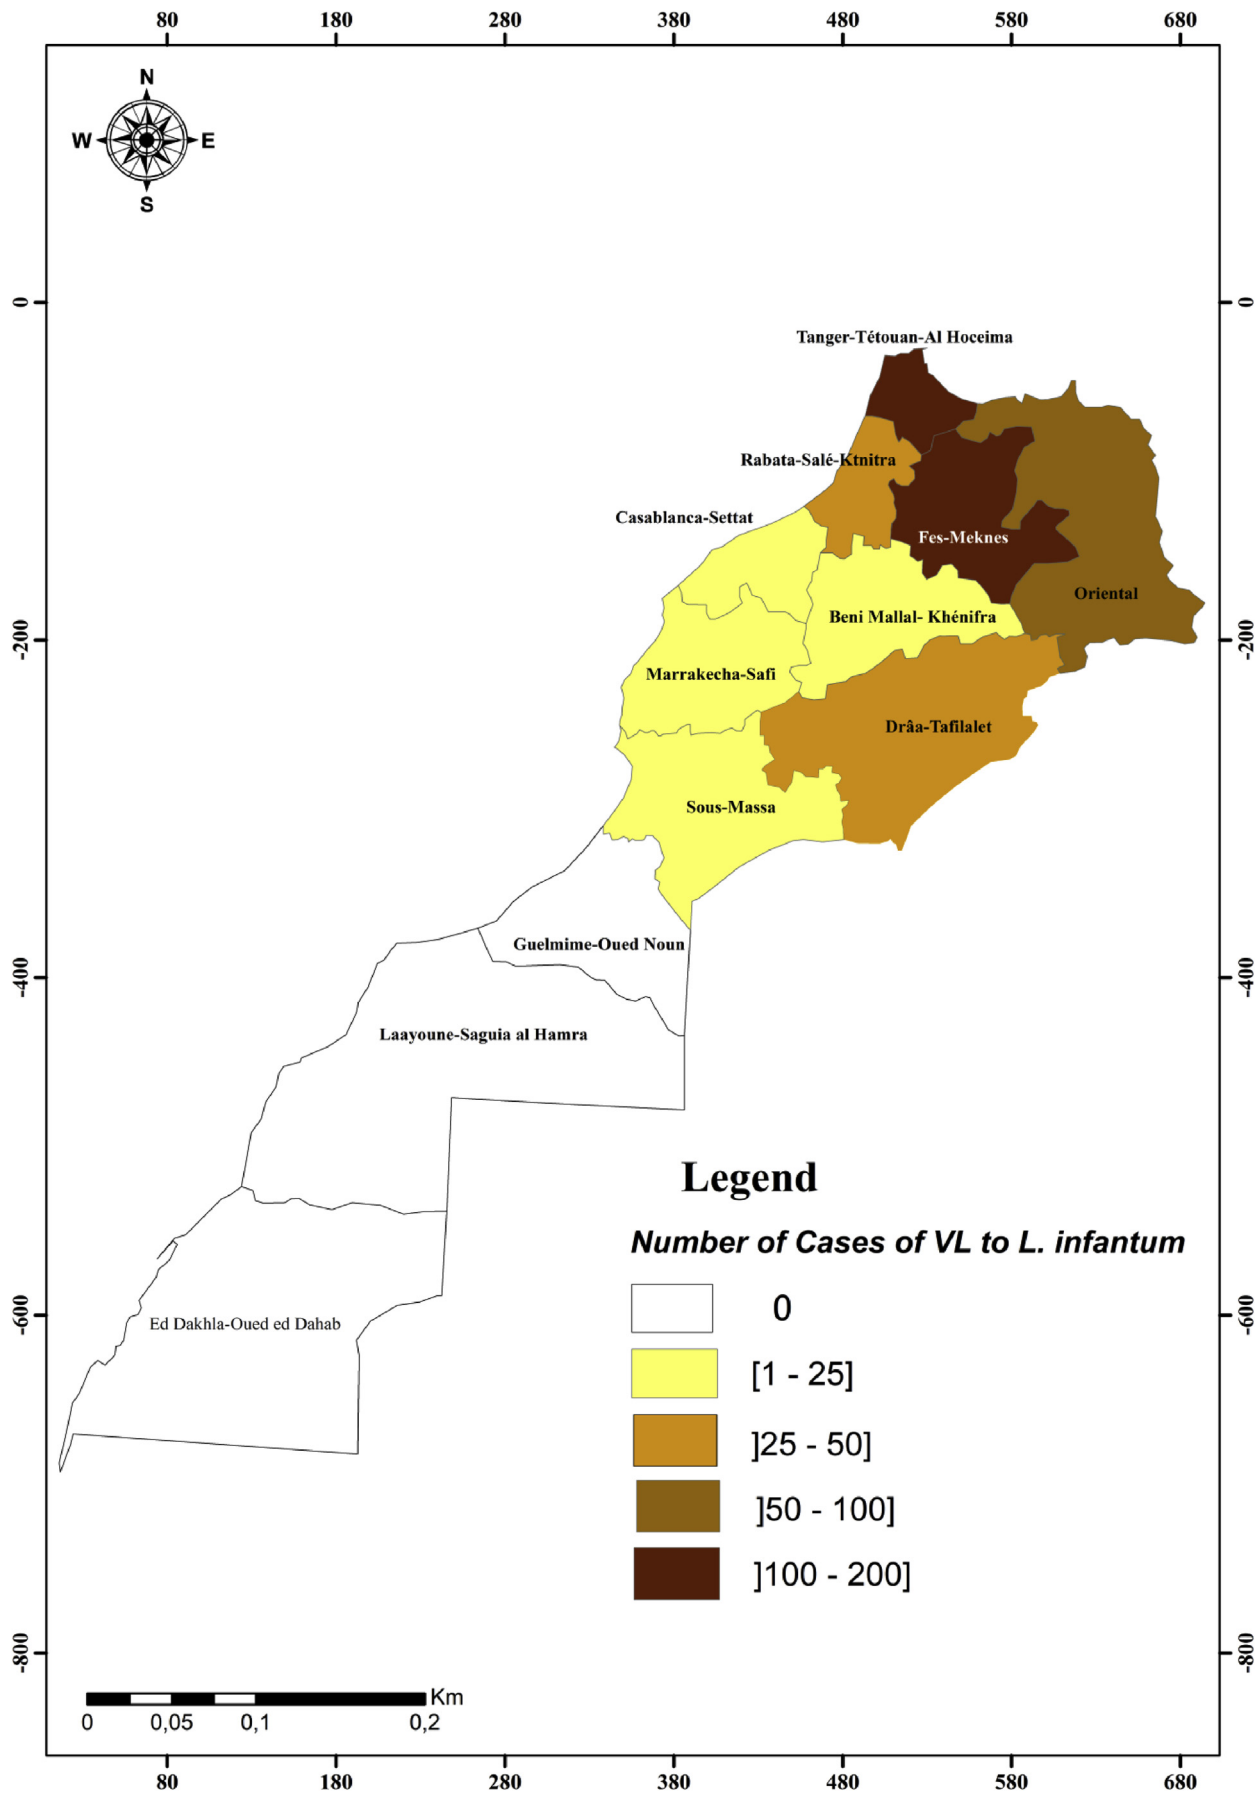 80 180 280 380 480 580 680
N
W E
S
0 0
Tanger-Tétouan-Al Hoceima
Rabata-Salé-Ktnitra
Casablanca-Settat
Fes-Meknes
Oriental
Beni Mallal- Khénifra
-200 -200
Marrakecha-Safi
Drâa-Tafilalet
Sous-Massa
Guelmime-Oued Noun
-400 -400
Laayoune-Saguia al Hamra
Legend
Number of Cases of VL to L. infantum
0
-600 -600
Ed Dakhla-Oued ed Dahab
[1 - 25]
]25 - 50]
]50 - 100]
]100 - 200]
-800 -800
Km
0 0,05 0,1 0,2
80 180 280 380 480 580 680